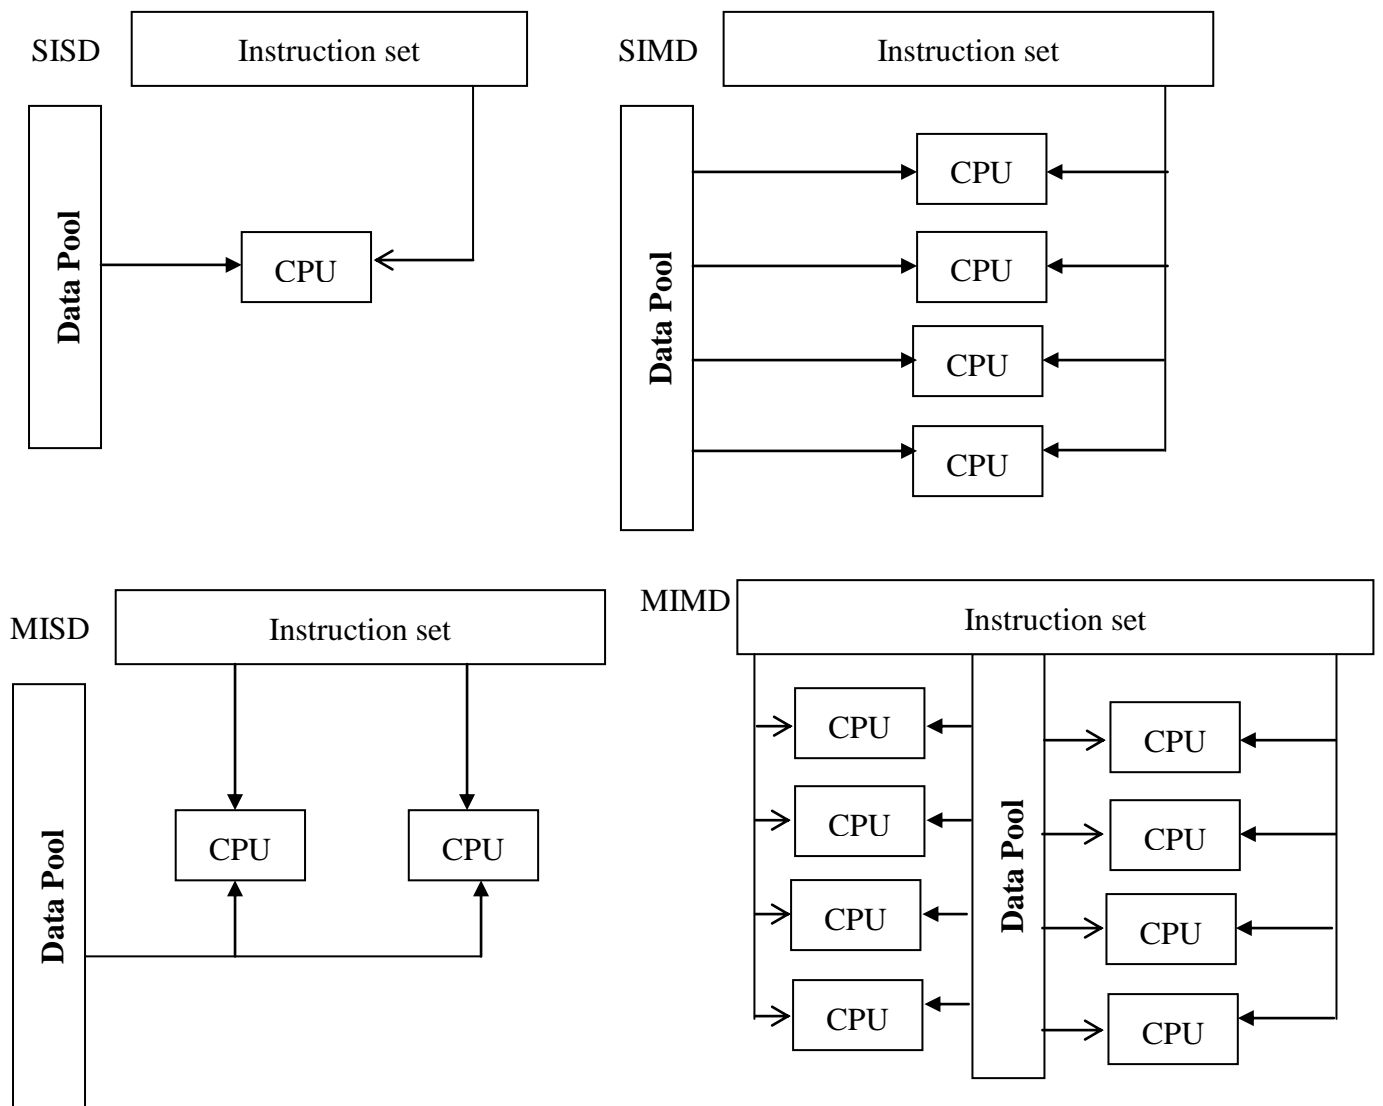 SISD
Instruction set
Data Pool
CPU
SIMD
Instruction set
Data Pool
CPU
CPU
CPU
CPU
MISD
Instruction set
Data Pool
CPU
CPU
MIMD
Instruction set
CPU
CPU
CPU
CPU
Data Pool
CPU
CPU
CPU
CPU